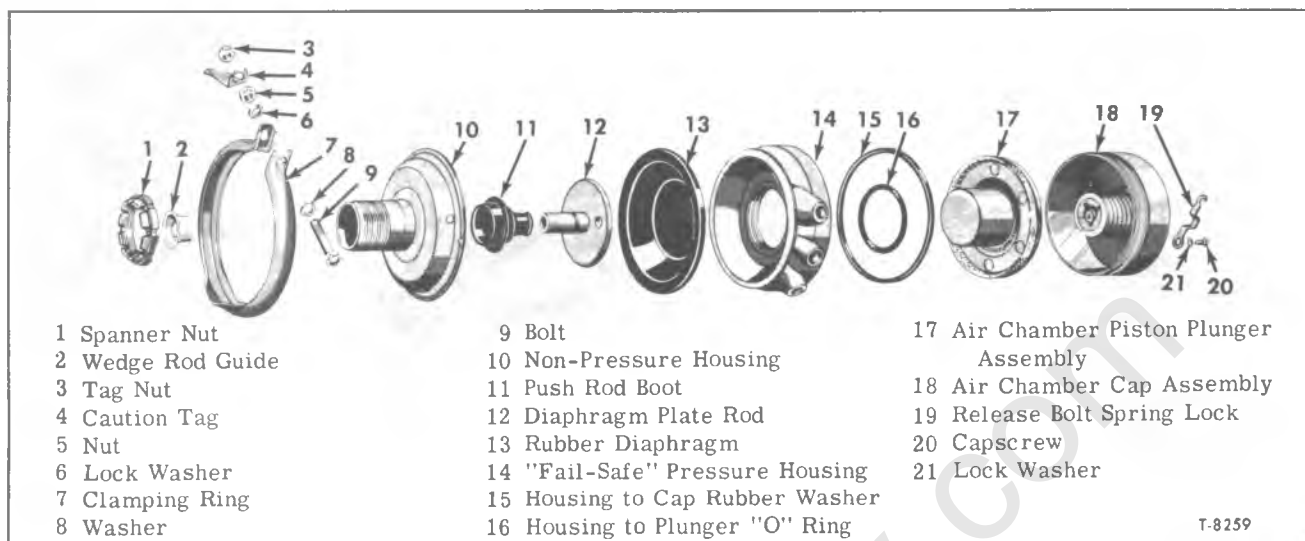 3
4
5
6
1 2 7 8 9 10 11 12 13 14 15 16 17 18 19
21 20
1 Spanner Nut
2 Wedge Rod Guide
3 Tag Nut
4 Caution Tag
5 Nut
6 Lock Washer
7 Clamping Ring
8 Washer
9 Bolt
10 Non-Pressure Housing
11 Push Rod Boot
12 Diaphragm Plate Rod
13 Rubber Diaphragm
14 "Fail-Safe" Pressure Housing
15 Housing to Cap Rubber Washer
16 Housing to Plunger "O" Ring
17 Air Chamber Piston Plunger
Assembly
18 Air Chamber Cap Assembly
19 Release Bolt Spring Lock
20 Capscrew
21 Lock Washer
T-8259